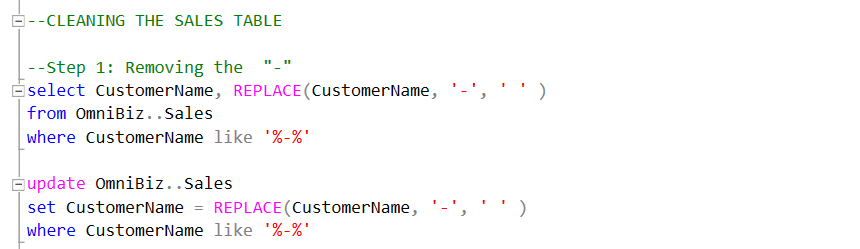 --CLEANING THE SALES TABLE
--Step 1: Removing the  "-"
select CustomerName, REPLACE(CustomerName, '-', ' ' )
from OmniBiz..Sales
where CustomerName like '%-%'
update OmniBiz..Sales
set CustomerName = REPLACE(CustomerName, '-', ' ' )
where CustomerName like '%-%'